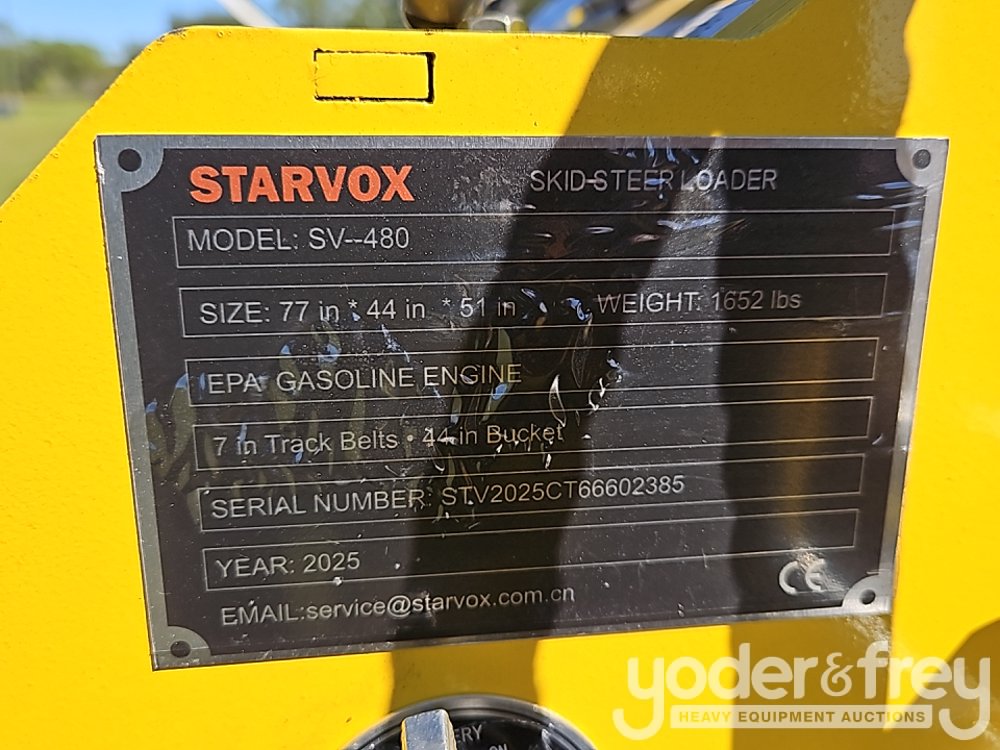 STARVOX SKID STEER LOADER
MODEL: SV--480
SIZE: 77 in * 44 in * 51 in WEIGHT: 1652 lbs
EPA: GASOLINE ENGINE
7 in Track Belts · 44 in Bucket
SERIAL NUMBER: STV2025CT66602385
YEAR: 2025
CE
EMAIL:service@starvox.com.cn
yoder&frey
HEAVY EQUIPMENT AUCTIONS
ON